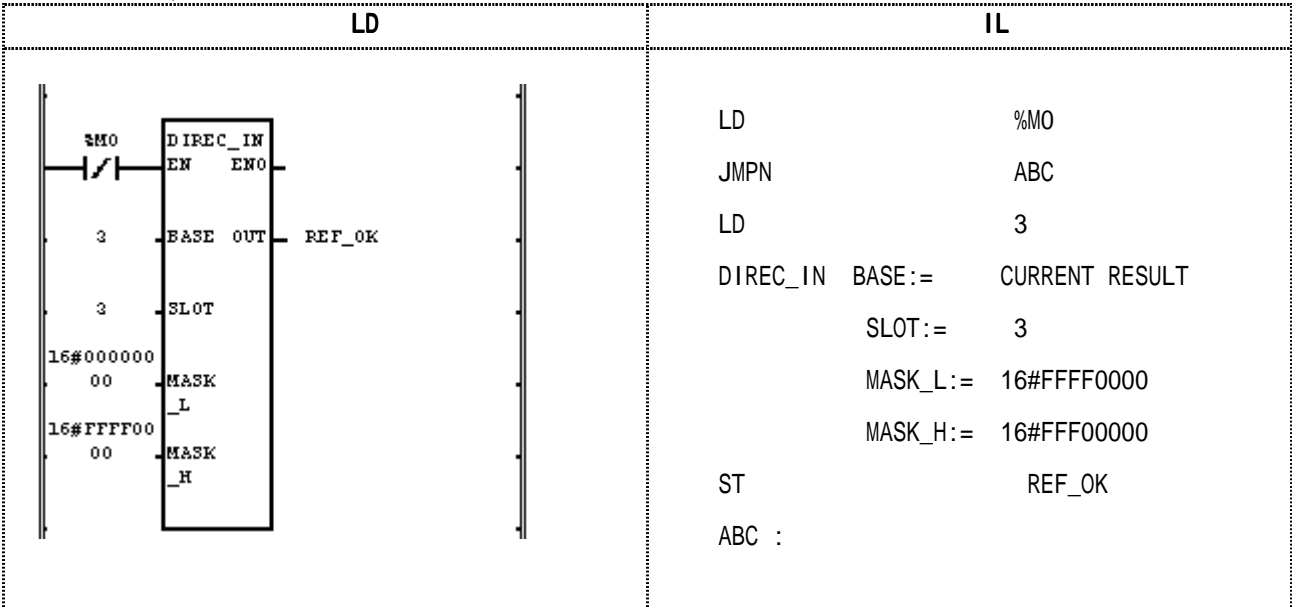 LD
IL
%M0
DIREC_IN
EN ENO
3 BASE OUT REF_OK
3 SLOT
16#000000
00 MASK
_L
16#FFFF00
00 MASK
_H
LD %M0
JMPN ABC
LD 3
DIREC_IN BASE:= CURRENT RESULT
SLOT:= 3
MASK_L:= 16#FFFF0000
MASK_H:= 16#FFF00000
ST REF_OK
ABC :